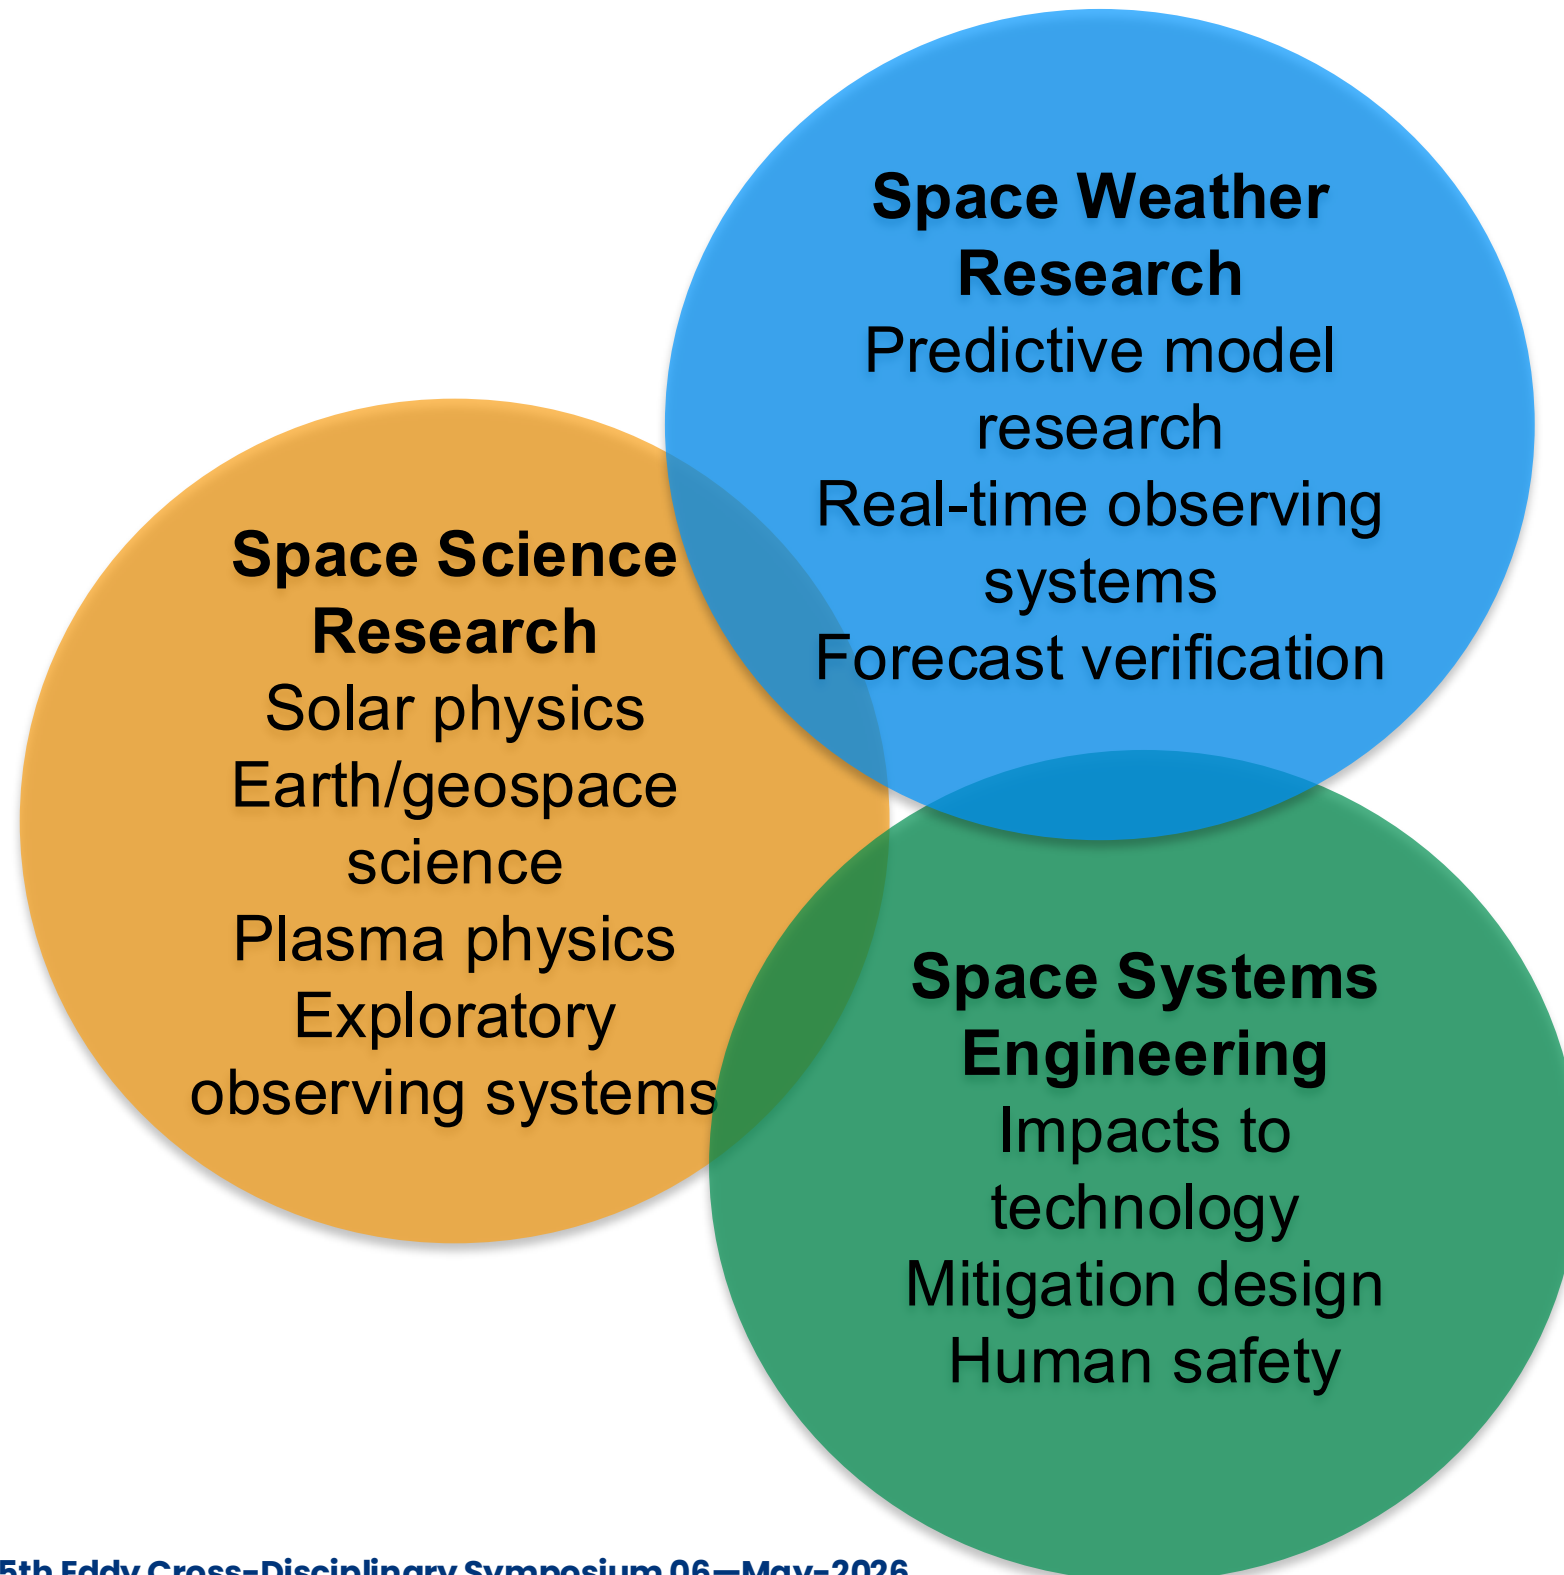 Space Weather
Research
Predictive model
research
Real-time observing
systems
Forecast verification
Space Science
Research
Solar physics
Earth/geospace
science
Plasma physics
Exploratory
observing systems
Space Systems
Engineering
Impacts to
technology
Mitigation design
Human safety
5th Eddy Cross-Disciplinary Symposium 06—May-2026